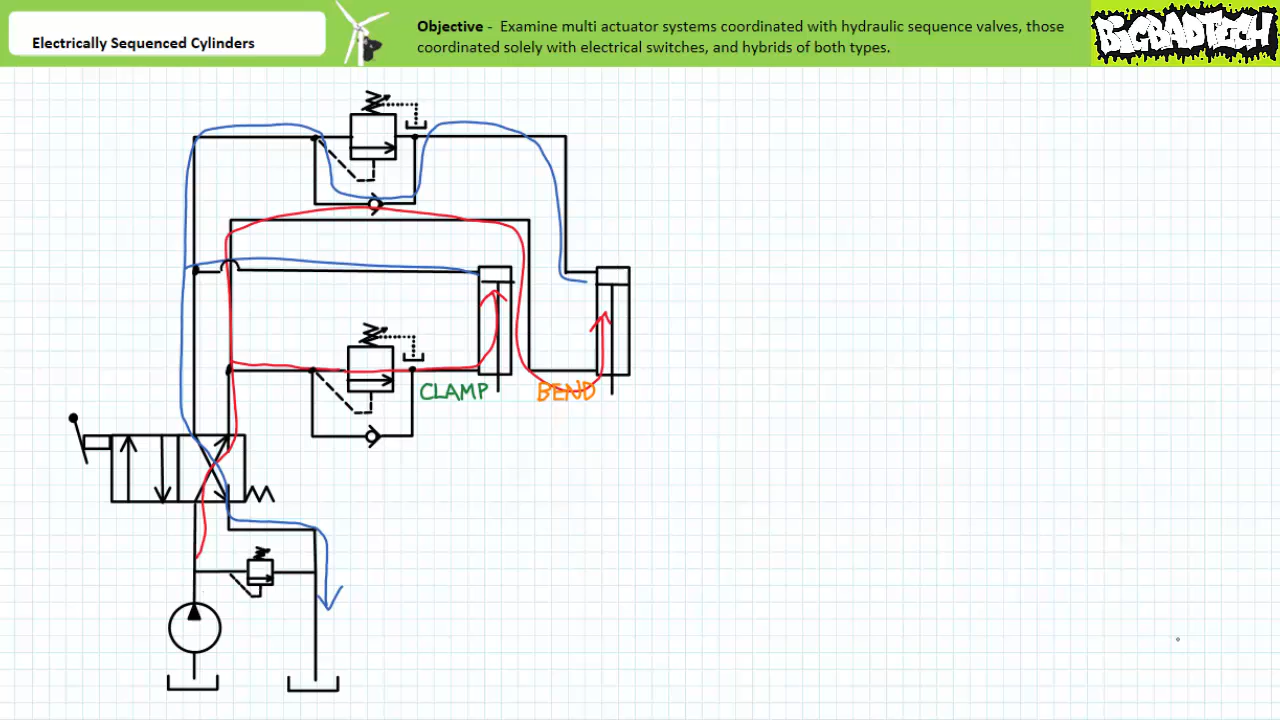 Electrically Sequenced Cylinders
Objective - Examine multi actuator systems coordinated with hydraulic sequence valves, those
coordinated solely with electrical switches, and hybrids of both types.
BIGBADTECH
CLAMP
BEND